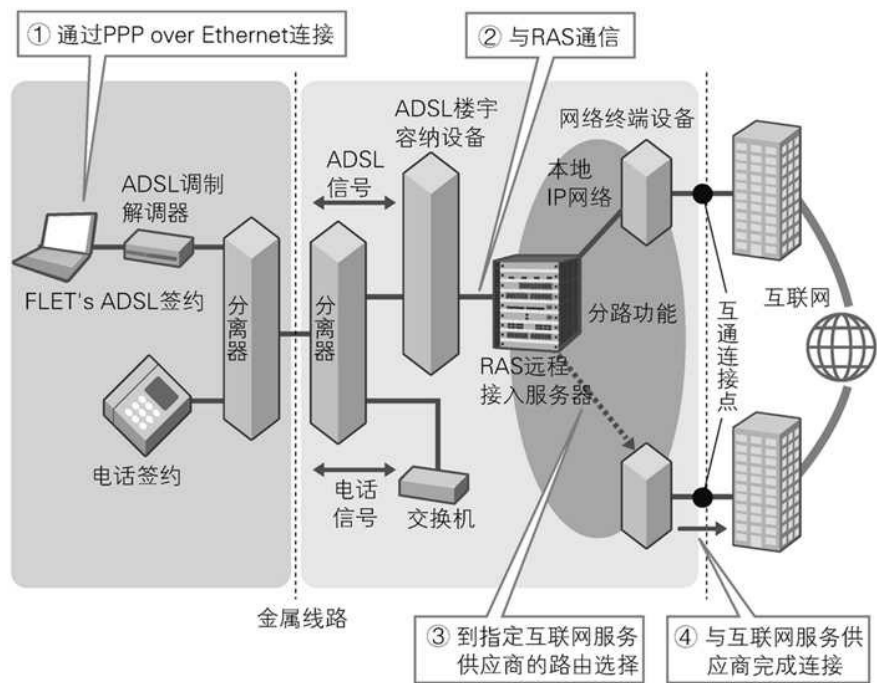 ① 通过PPP over Ethernet连接
② 与RAS通信
ADSL楼宇
容纳设备
网络终端设备
ADSL
信号
本地
IP网络
ADSL调制
解调器
FLET's ADSL签约
分离器
分离器
分路功能
互通连接点
互联网
RAS远程
接入服务器
电话签约
电话
信号
交换机
金属线路
③ 到指定互联网服务
供应商的路由选择
④ 与互联网服务供
应商完成连接